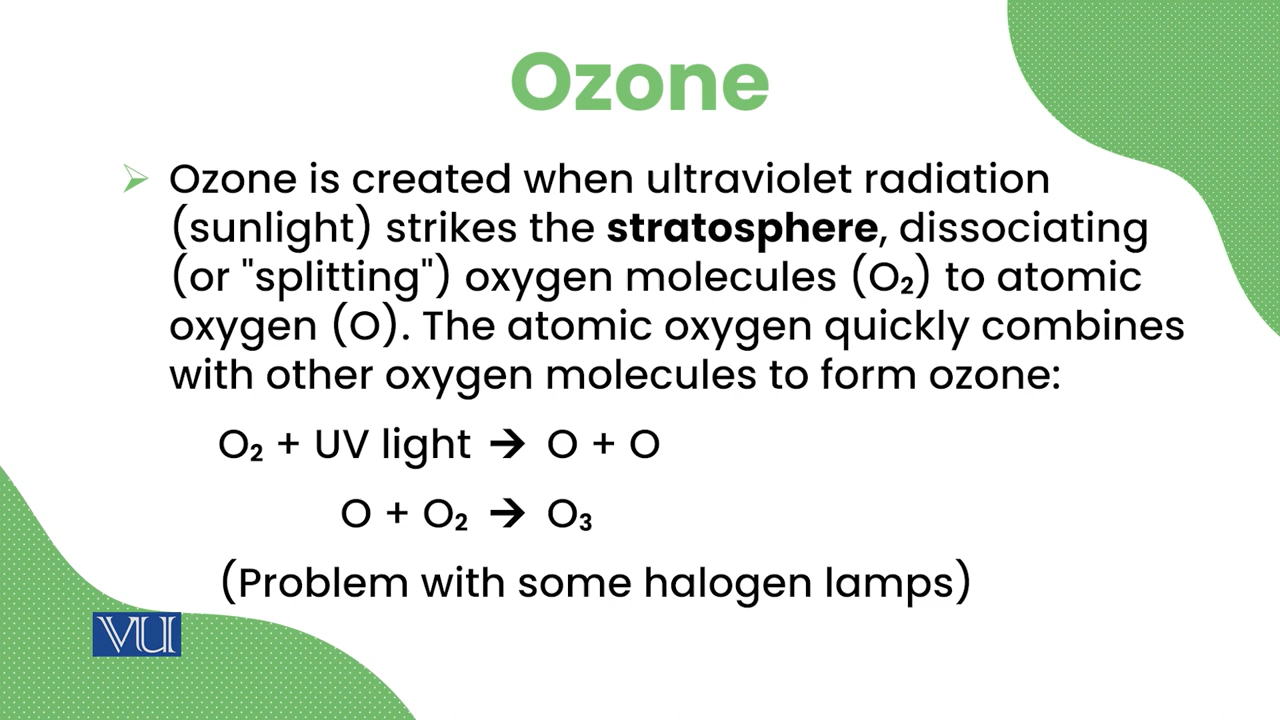 Ozone
➢ Ozone is created when ultraviolet radiation
(sunlight) strikes the stratosphere, dissociating
(or "splitting") oxygen molecules (O₂) to atomic
oxygen (O). The atomic oxygen quickly combines
with other oxygen molecules to form ozone:
O₂ + UV light → O + O
O + O₂ → O₃
(Problem with some halogen lamps)
VU